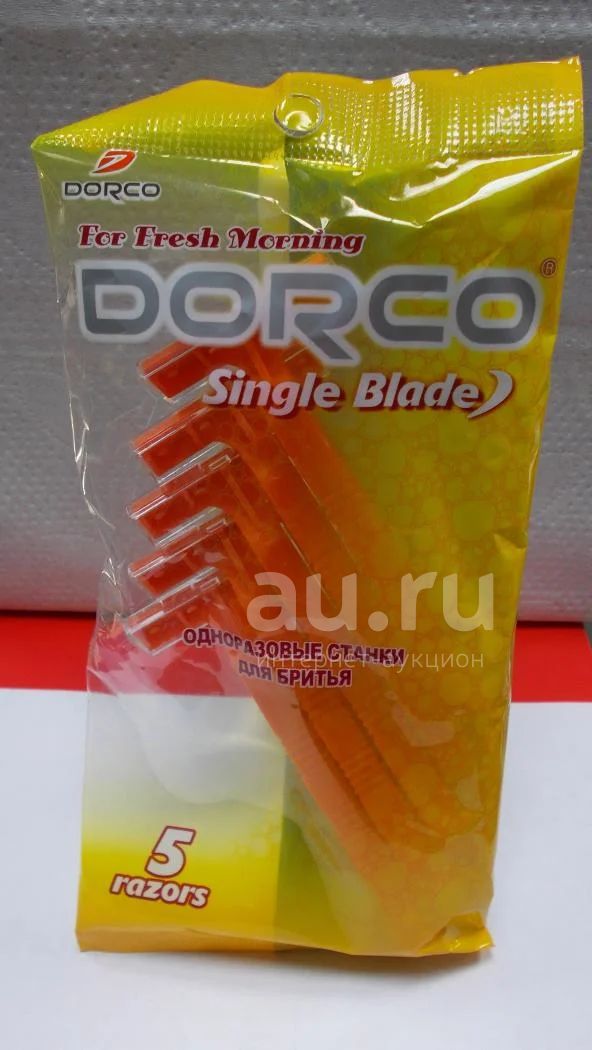 DORCO
For Fresh Morning
DORCO®
Single Blade
au.ru
ОДНОРАЗОВЫЕ СТАНКИ
интернет-аукцион
ДЛЯ БРИТЬЯ
5
razors